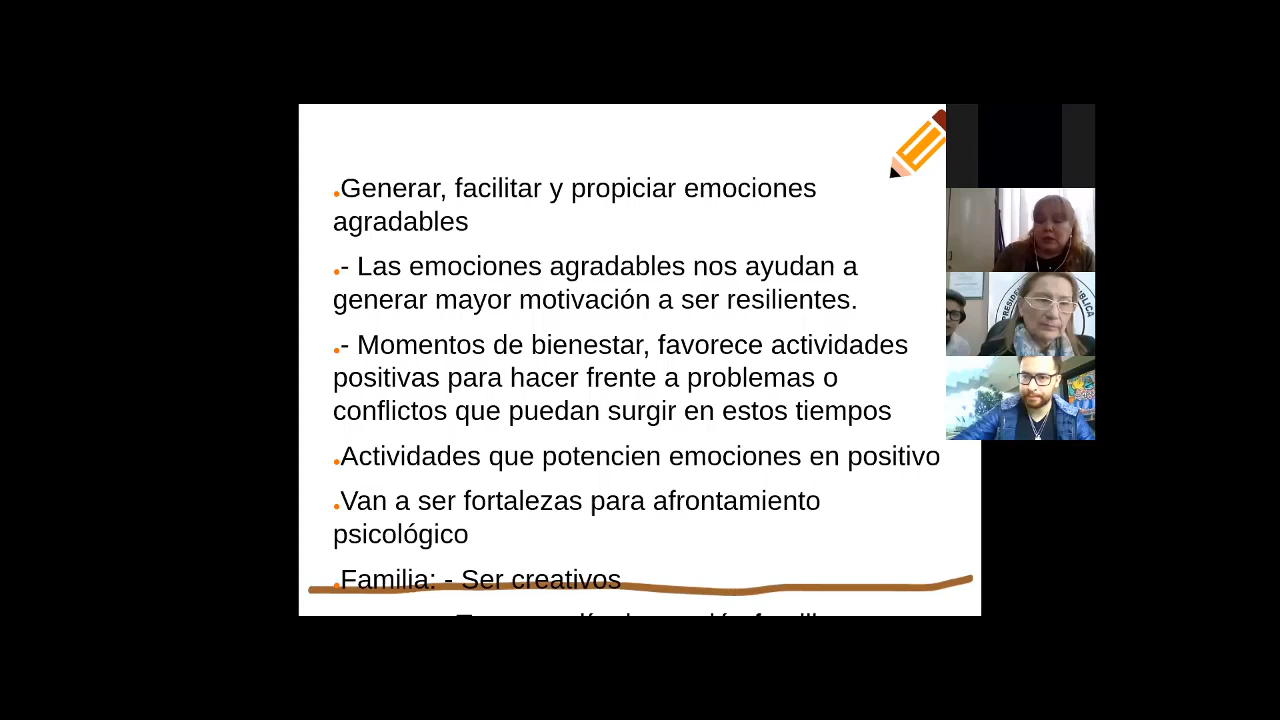 .Generar, facilitar y propiciar emociones
agradables
.- Las emociones agradables nos ayudan a
generar mayor motivación a ser resilientes.
.- Momentos de bienestar, favorece actividades
positivas para hacer frente a problemas o
conflictos que puedan surgir en estos tiempos
.Actividades que potencien emociones en positivo
.Van a ser fortalezas para afrontamiento
psicológico
.Familia: - Ser creativos